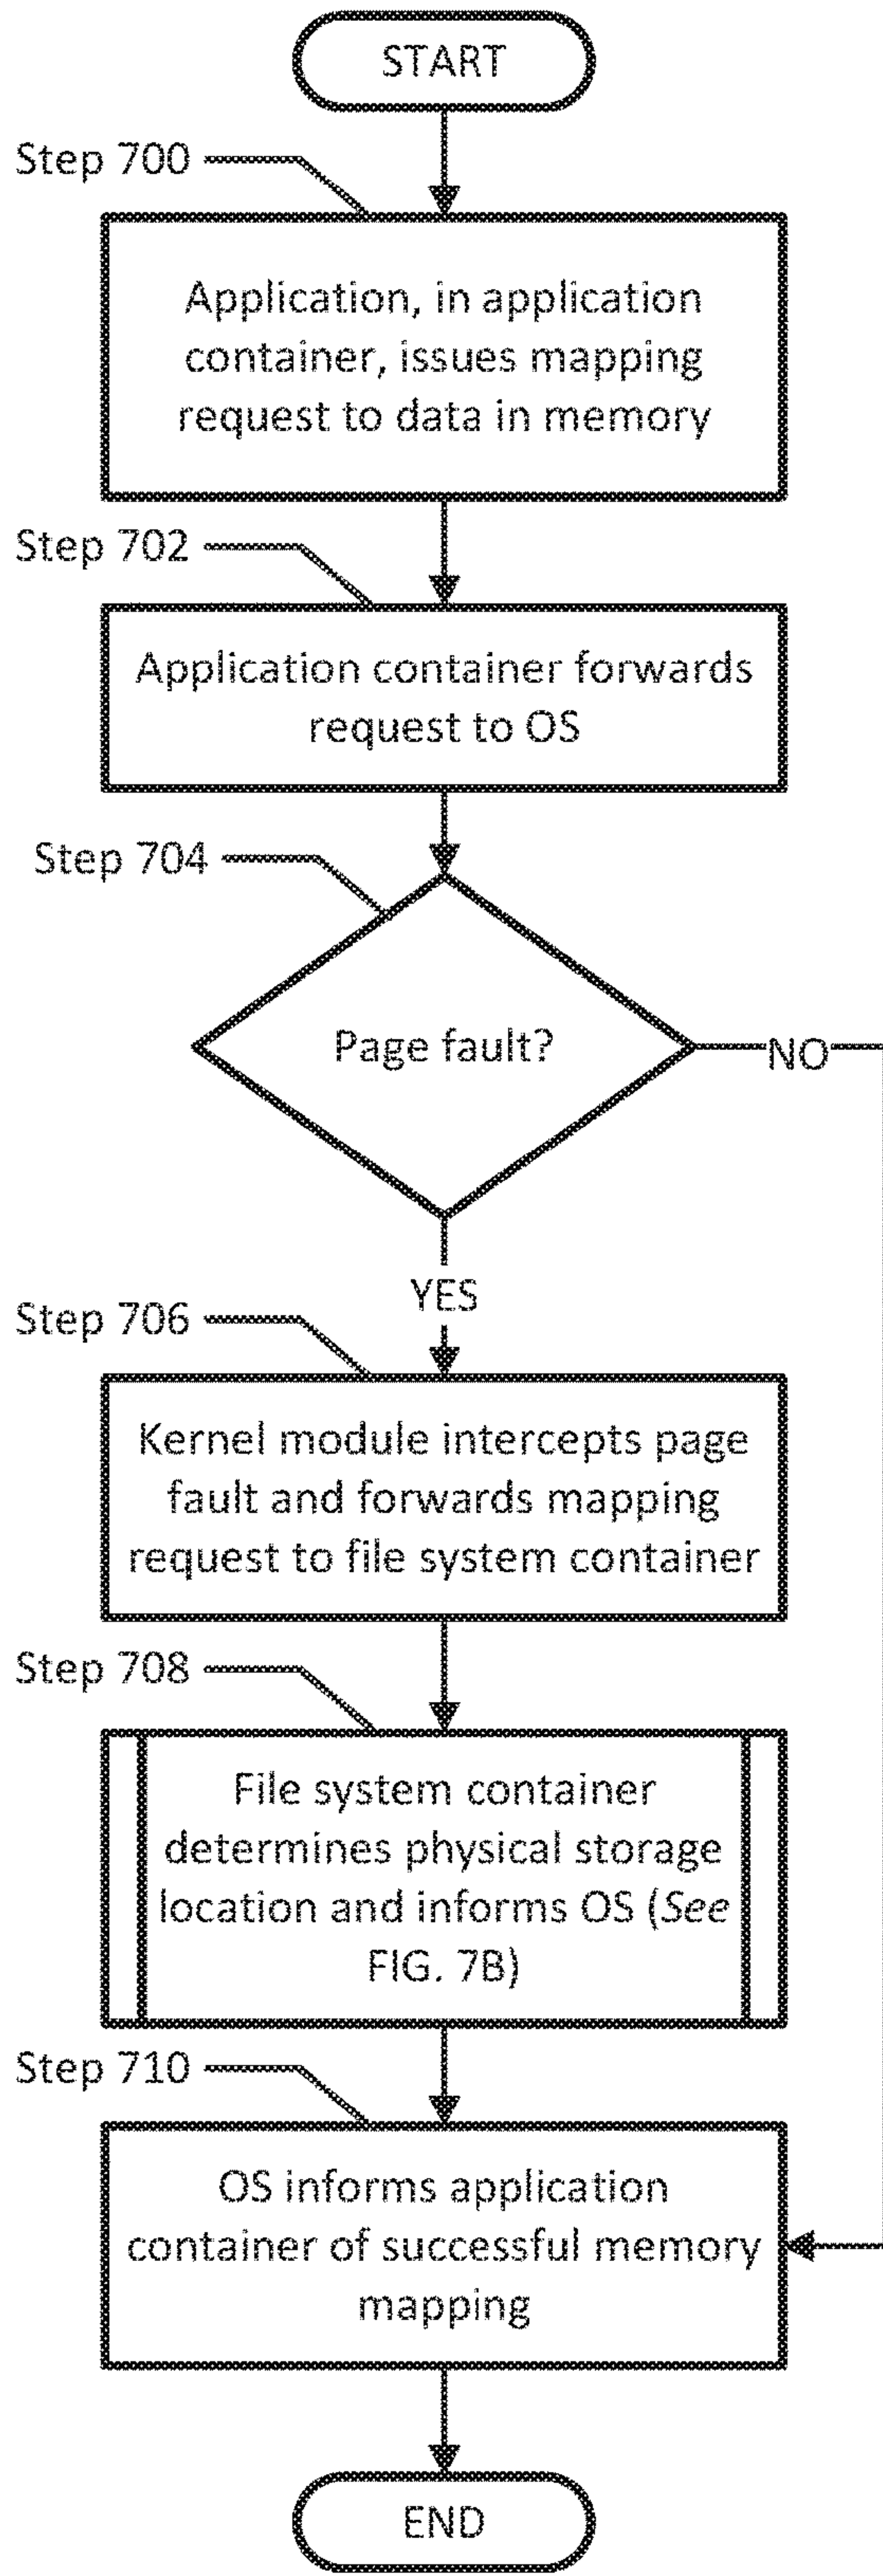 START
Step 700
Application, in application
container, issues mapping
request to data in memory
Step 702
Application container forwards
request to OS
Step 704
Page fault?
NO
YES
Step 706
Kernel module intercepts page
fault and forwards mapping
request to file system container
Step 708
File system container
determines physical storage
location and informs OS (See
FIG. 7B)
Step 710
OS informs application
container of successful memory
mapping
END